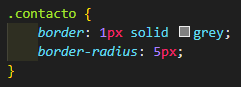 .contacto {
border: 1px solid grey;
border-radius: 5px;
}